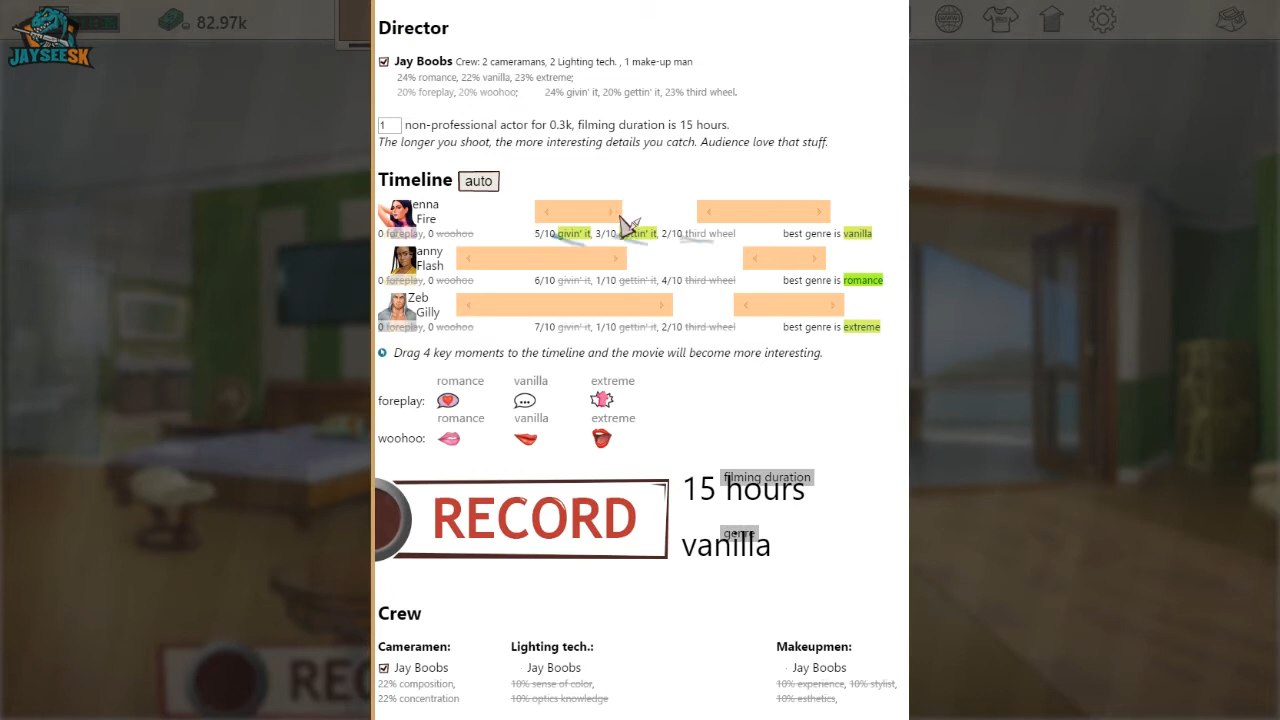 JAYSEESK
82.97k
WWW
Director
Jay Boobs Crew: 2 cameramans, 2 Lighting tech. , 1 make-up man
24% romance, 22% vanilla, 23% extreme;
20% foreplay, 20% woohoo; 24% givin' it, 20% gettin' it, 23% third wheel.
1 non-professional actor for 0.3k, filming duration is 15 hours.
The longer you shoot, the more interesting details you catch. Audience love that stuff.
Timeline auto
enna
Fire
0 foreplay, 0 woohoo 5/10 givin' it, 3/10 gettin' it, 2/10 third wheel best genre is vanilla
anny
Flash
0 foreplay, 0 woohoo 6/10 givin' it, 1/10 gettin' it, 4/10 third wheel best genre is romance
Zeb
Gilly
0 foreplay, 0 woohoo 7/10 givin' it, 1/10 gettin' it, 2/10 third wheel best genre is extreme
Drag 4 key moments to the timeline and the movie will become more interesting.
romance vanilla extreme
foreplay:
romance vanilla extreme
woohoo:
RECORD
filming duration
15 hours
genre
vanilla
REC
Crew
Cameramen: Lighting tech.: Makeupmen:
Jay Boobs Jay Boobs Jay Boobs
22% composition, 10% sense of color, 10% experience, 10% stylist,
22% concentration 10% optics knowledge 10% esthetics,